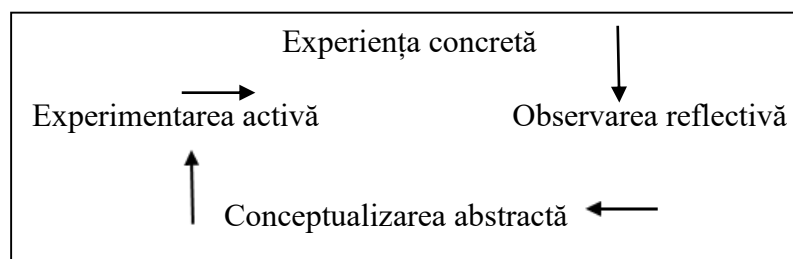 Experiența concretă
Experimentarea activă Observarea reflectivă
Conceptualizarea abstractă